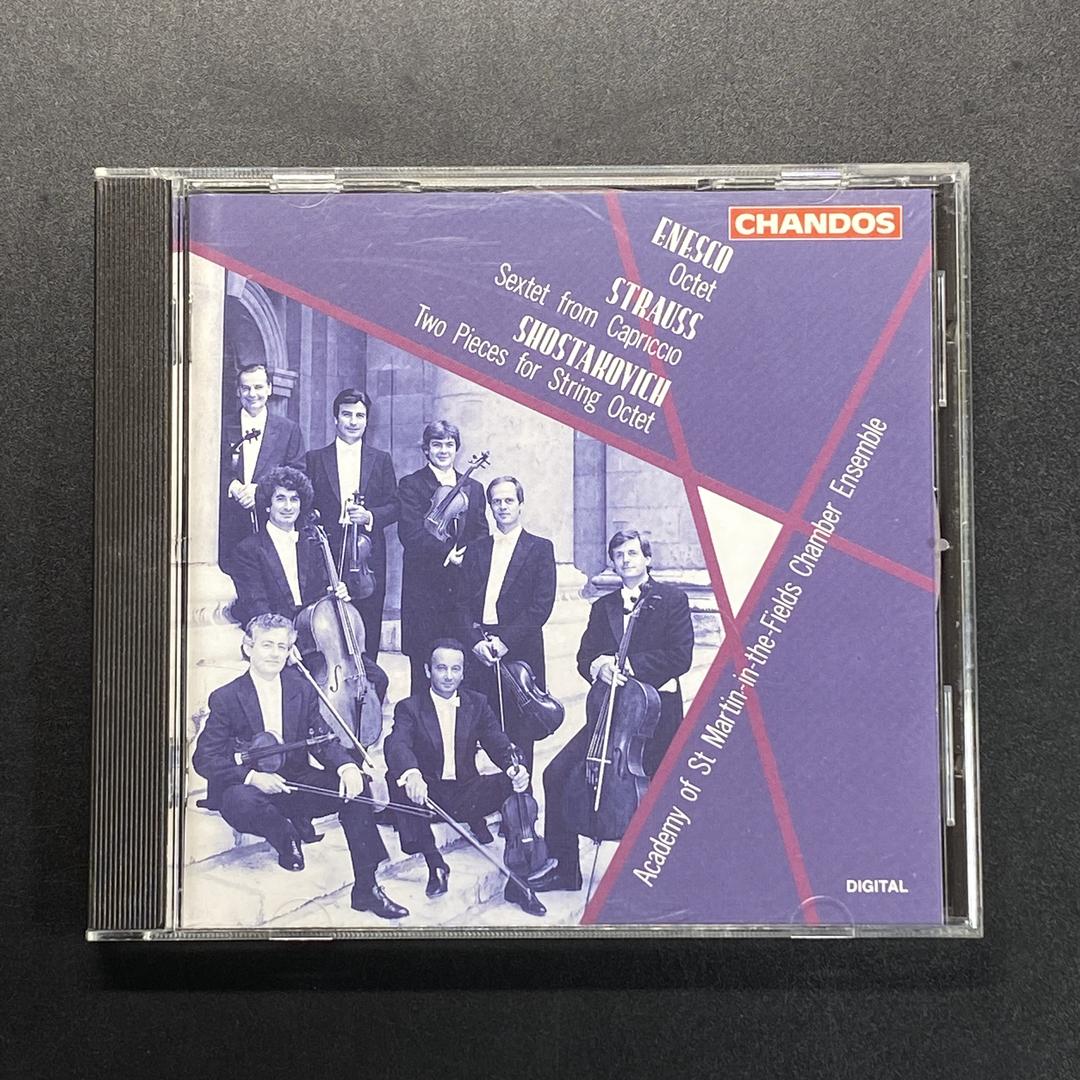 CHANDOS
ENESCO
Octet
STRAUSS
Sextet from Capriccio
SHOSTAKOVICH
Two Pieces for String Octet
Academy of St Martin-in-the-Fields Chamber Ensemble
DIGITAL